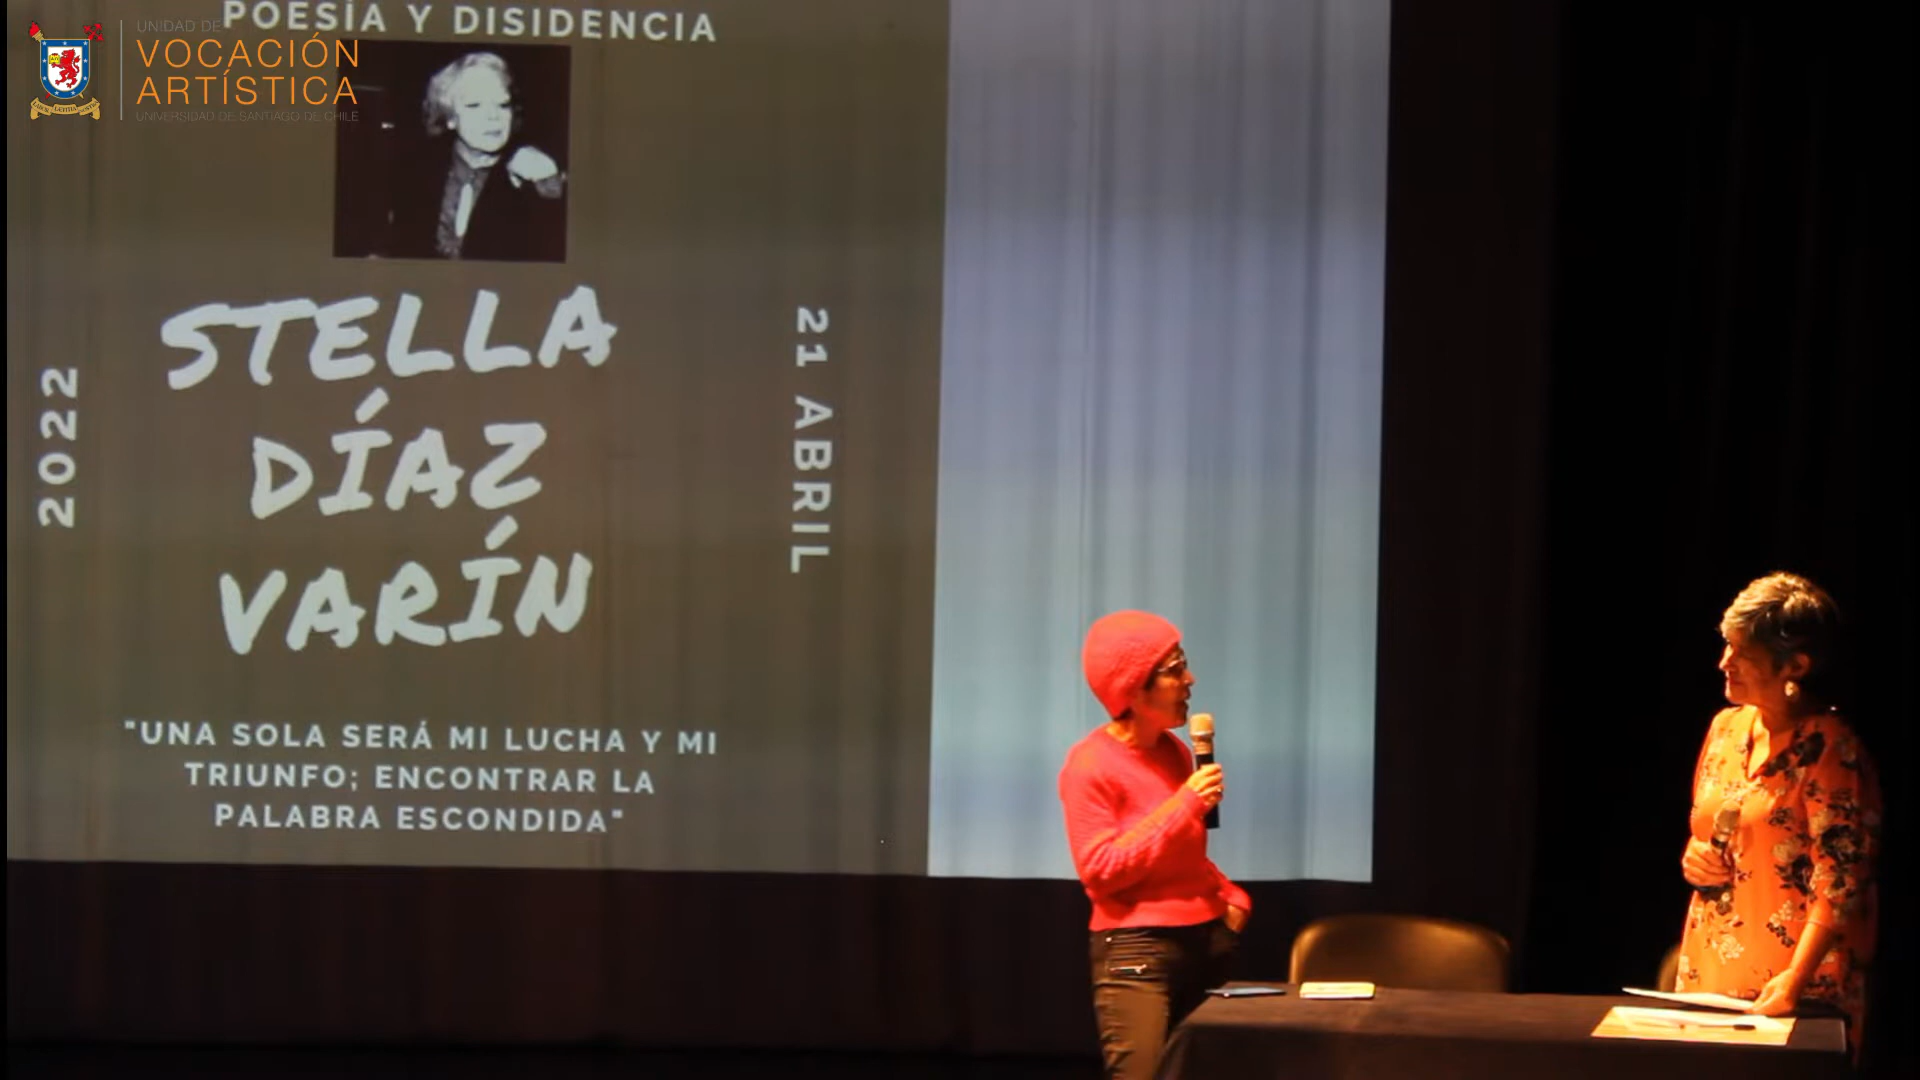 POESÍA Y DISIDENCIA
UNIDAD DE
VOCACIÓN
ARTÍSTICA
UNIVERSIDAD DE SANTIAGO DE CHILE
STELLA
DÍAZ
VARÍN
2022
21 ABRIL
"UNA SOLA SERÁ MI LUCHA Y MI
TRIUNFO; ENCONTRAR LA
PALABRA ESCONDIDA"